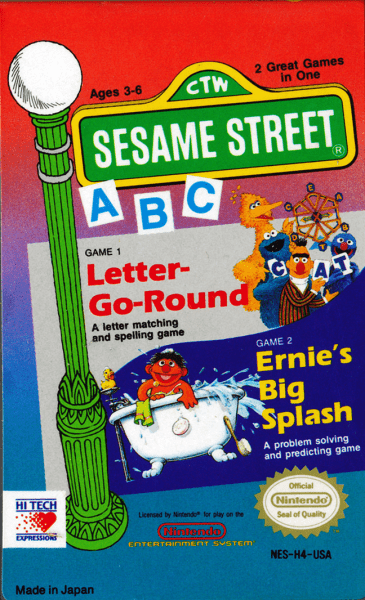 Ages 3-6
CTW
2 Great Games
in One
SESAME STREET®
A B C
GAME 1
Letter-
Go-Round
A letter matching
and spelling game
C A T
GAME 2
Ernie's
Big
Splash
A problem solving
and predicting game
HI TECH
EXPRESSIONS
Licensed by Nintendo® for play on the
Nintendo
ENTERTAINMENT SYSTEM
Official
Nintendo
Seal of Quality
NES-H4-USA
Made in Japan